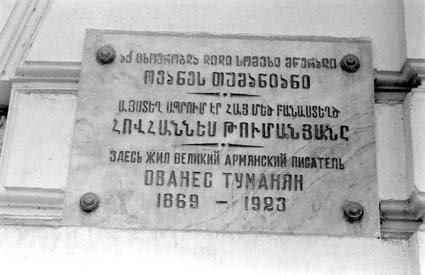 აქ ცხოვრობდა დიდი სომეხი მწერალი
ოვანეს თუმანიანი
ԱՅՍՏԵՂ ԱՊՐՈՒՄ ԷՐ ՀԱՅ ՄԵԾ ԲԱՆԱՍՏԵՂԾ
ՀՈՎՀԱՆՆԵՍ ԹՈՒՄԱՆՅԱՆԸ
ЗДЕСЬ ЖИЛ ВЕЛИКИЙ АРМЯНСКИЙ ПИСАТЕЛЬ
ОВАНЕС ТУМАНЯН
1869 – 1923